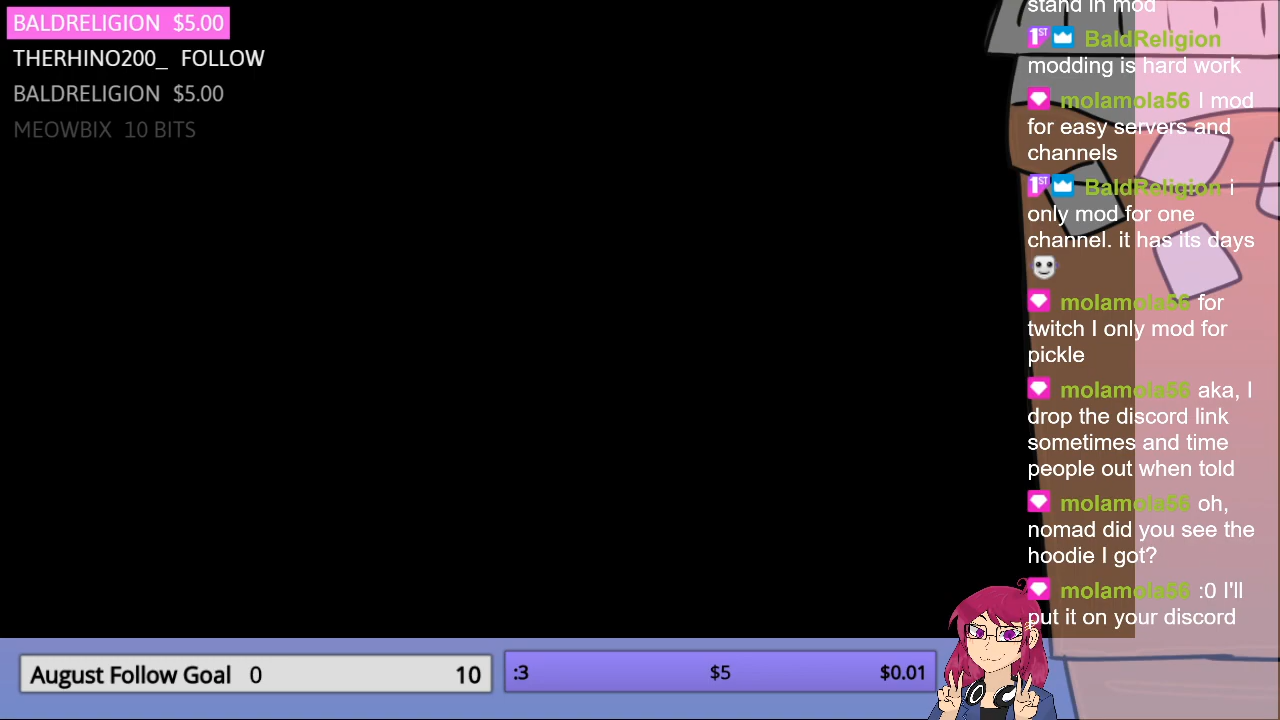 BALDRELIGION $5.00
THERHINO200_ FOLLOW
BALDRELIGION $5.00
MEOWBIX 10 BITS
stand in mod
1ST BaldReligion
modding is hard work
molamola56 I mod
for easy servers and
channels
1ST BaldReligion i
only mod for one
channel. it has its days
molamola56 for
twitch I only mod for
pickle
molamola56 aka, I
drop the discord link
sometimes and time
people out when told
molamola56 oh,
nomad did you see the
hoodie I got?
molamola56 :0 I'll
put it on your discord
August Follow Goal 0 10
:3 $5 $0.01